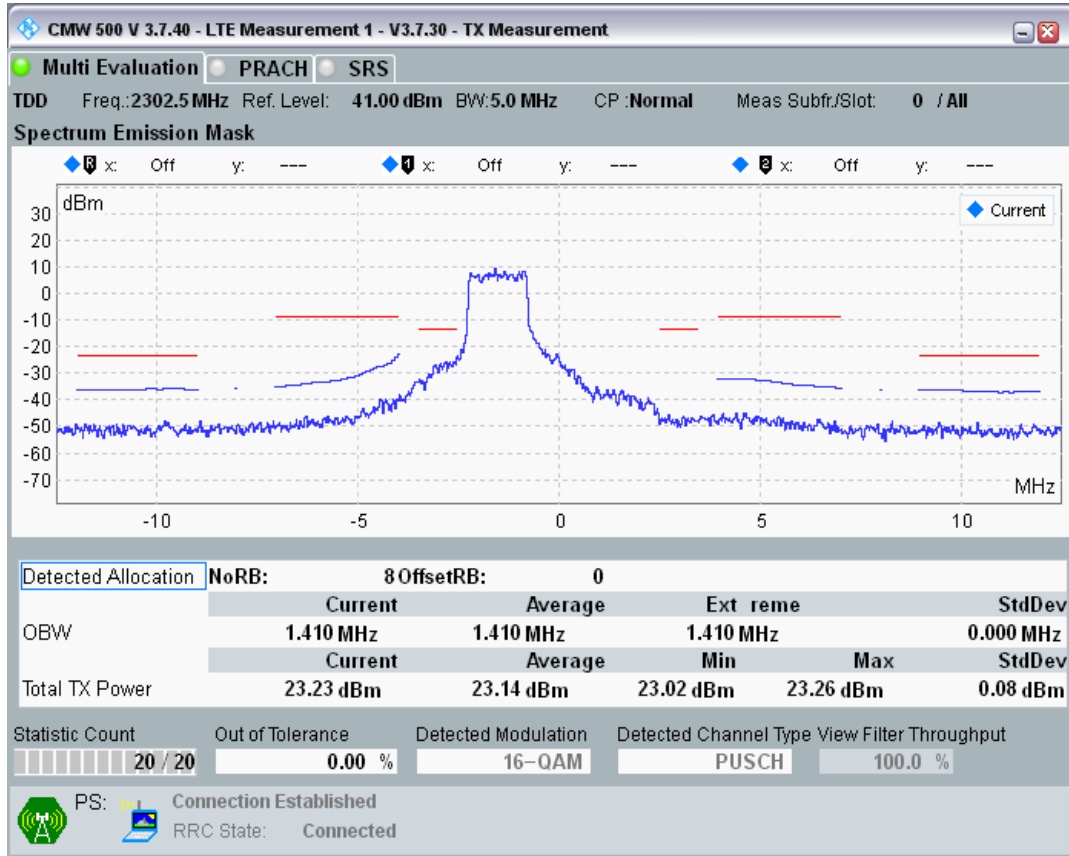 CMW 500 V 3.7.40 - LTE Measurement 1 - V3.7.30 - TX Measurement
Multi Evaluation PRACH SRS
TDD Freq.:2302.5 MHz Ref. Level: 41.00 dBm BW:5.0 MHz CP :Normal Meas Subfr./Slot: 0 / All
Spectrum Emission Mask
R x: Off y: --- 1 x: Off y: --- 2 x: Off y: ---
dBm
Current
30
20
10
0
-10
-20
-30
-40
-50
-60
-70
MHz
-10 -5 0 5 10
Detected Allocation NoRB: 8 OffsetRB: 0
Current Average Ext reme StdDev
OBW 1.410 MHz 1.410 MHz 1.410 MHz 0.000 MHz
Current Average Min Max StdDev
Total TX Power 23.23 dBm 23.14 dBm 23.02 dBm 23.26 dBm 0.08 dBm
Statistic Count Out of Tolerance Detected Modulation Detected Channel Type View Filter Throughput
20 / 20 0.00 % 16-QAM PUSCH 100.0 %
PS: Connection Established
RRC State: Connected